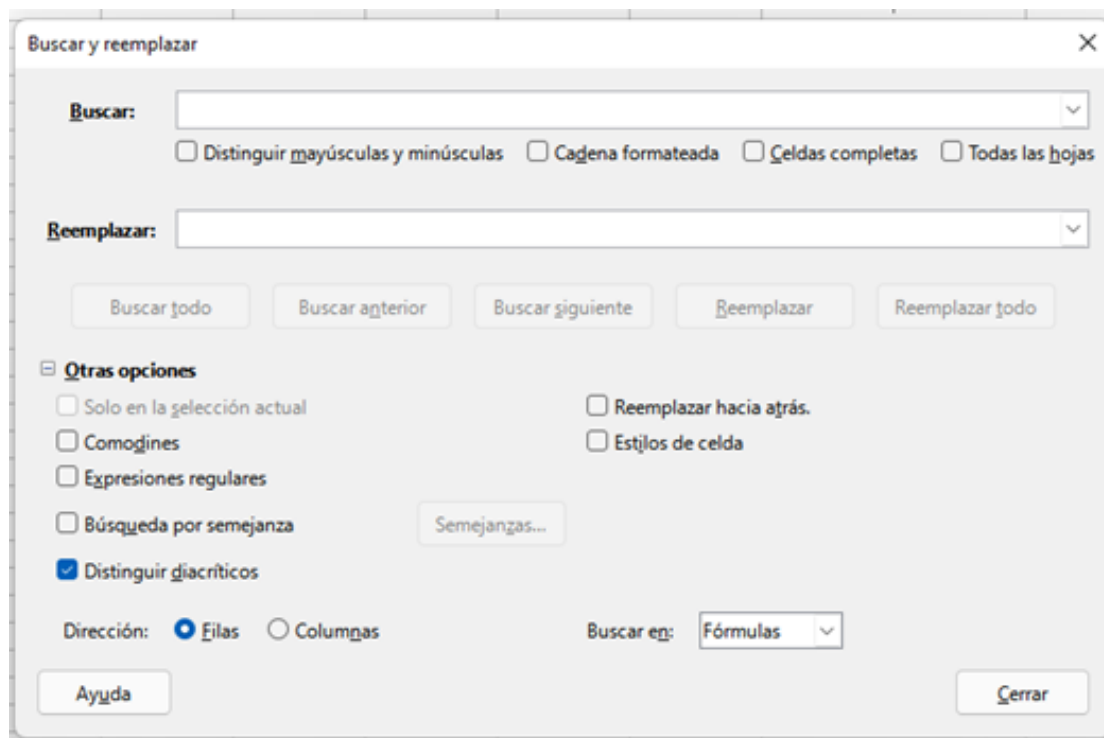 Buscar y reemplazar
Buscar:
Distinguir mayúsculas y minúsculas Cadena formateada Celdas completas Todas las hojas
Reemplazar:
Buscar todo Buscar anterior Buscar siguiente Reemplazar Reemplazar todo
Otras opciones
Solo en la selección actual Reemplazar hacia atrás.
Comodines Estilos de celda
Expresiones regulares
Búsqueda por semejanza Semejanzas...
Distinguir diacríticos
Dirección: Filas Columnas Buscar en: Fórmulas
Ayuda Cerrar